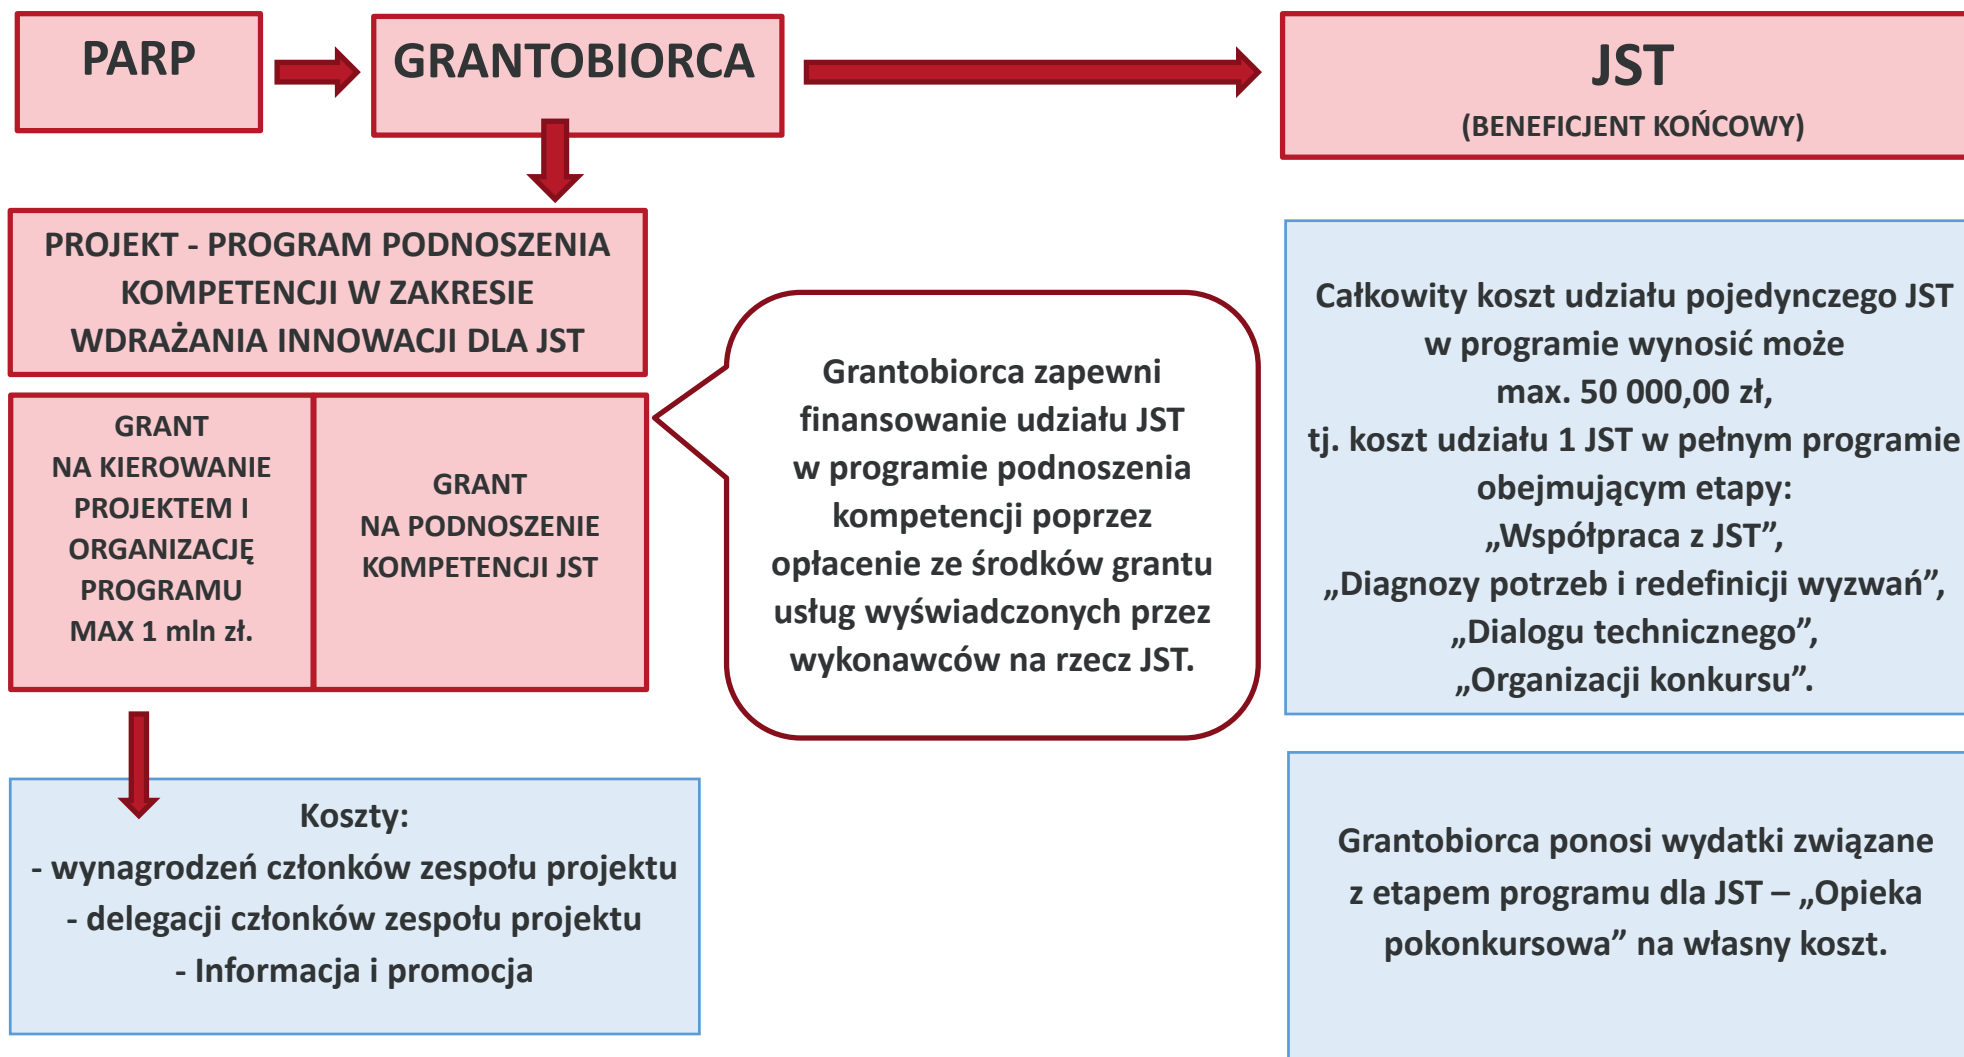 PARP
GRANTOBIORCA
JST
(BENEFICJENT KOŃCOWY)
PROJEKT - PROGRAM PODNOSZENIA
KOMPETENCJI W ZAKRESIE
WDRAŻANIA INNOWACJI DLA JST
GRANT
NA KIEROWANIE
PROJEKTEM I
ORGANIZACJĘ
PROGRAMU
MAX 1 mln zł.
GRANT
NA PODNOSZENIE
KOMPETENCJI JST
Grantobiorca zapewni
finansowanie udziału JST
w programie podnoszenia
kompetencji poprzez
opłacenie ze środków grantu
usług wyświadczonych przez
wykonawców na rzecz JST.
Całkowity koszt udziału pojedynczego JST
w programie wynosić może
max. 50 000,00 zł,
tj. koszt udziału 1 JST w pełnym programie
obejmującym etapy:
„Współpraca z JST”,
„Diagnozy potrzeb i redefinicji wyzwań”,
„Dialogu technicznego”,
„Organizacji konkursu”.
Koszty:
- wynagrodzeń członków zespołu projektu
- delegacji członków zespołu projektu
- Informacja i promocja
Grantobiorca ponosi wydatki związane
z etapem programu dla JST – „Opieka
pokonkursowa” na własny koszt.